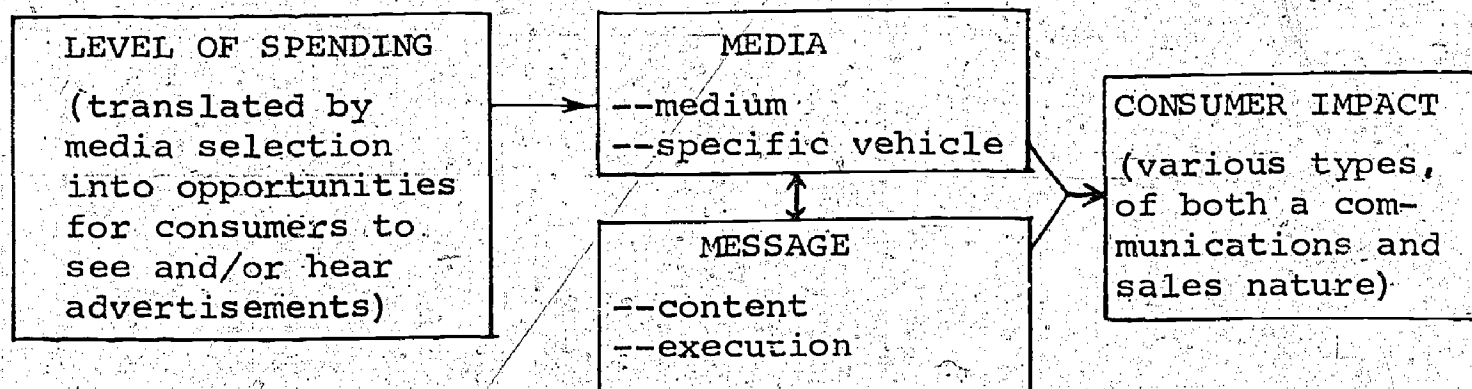 LEVEL OF SPENDING
(translated by
media selection
into opportunities
for consumers to
see and/or hear
advertisements)
MEDIA
--medium
--specific vehicle
MESSAGE
--content
--execution
CONSUMER IMPACT
(various types,
of both a com-
munications and
sales nature)